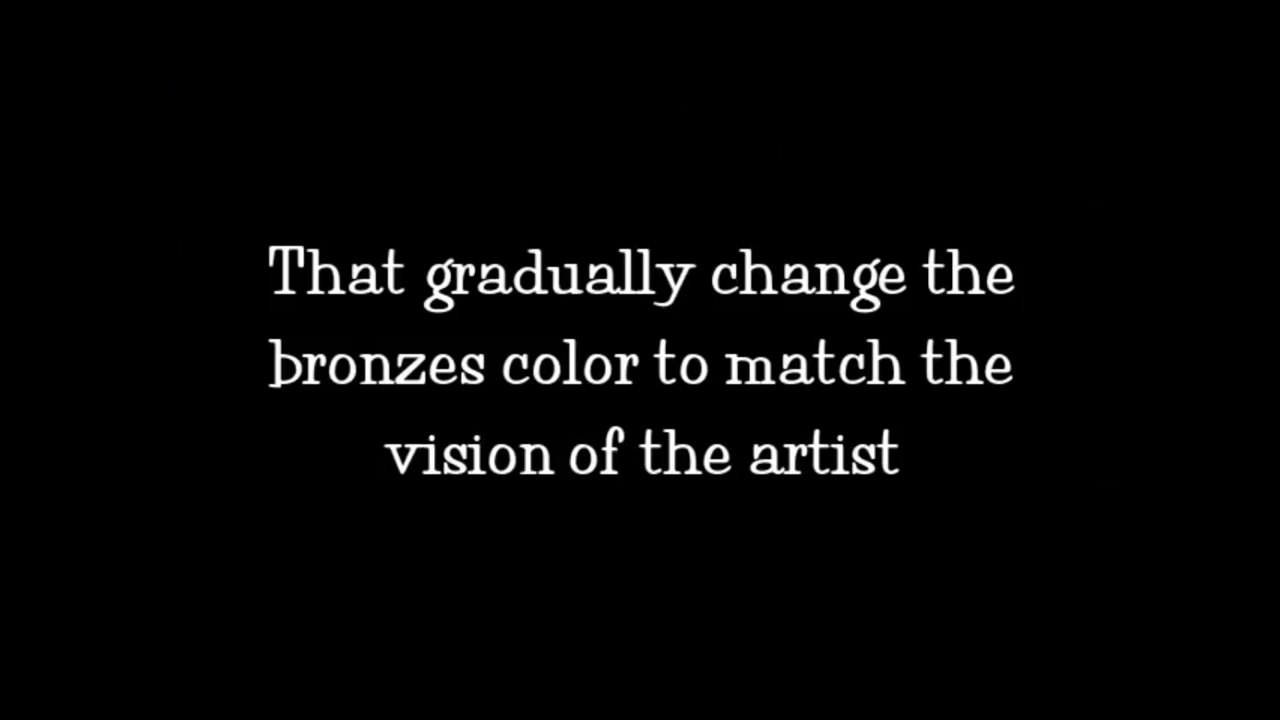 That gradually change the
bronzes color to match the
vision of the artist